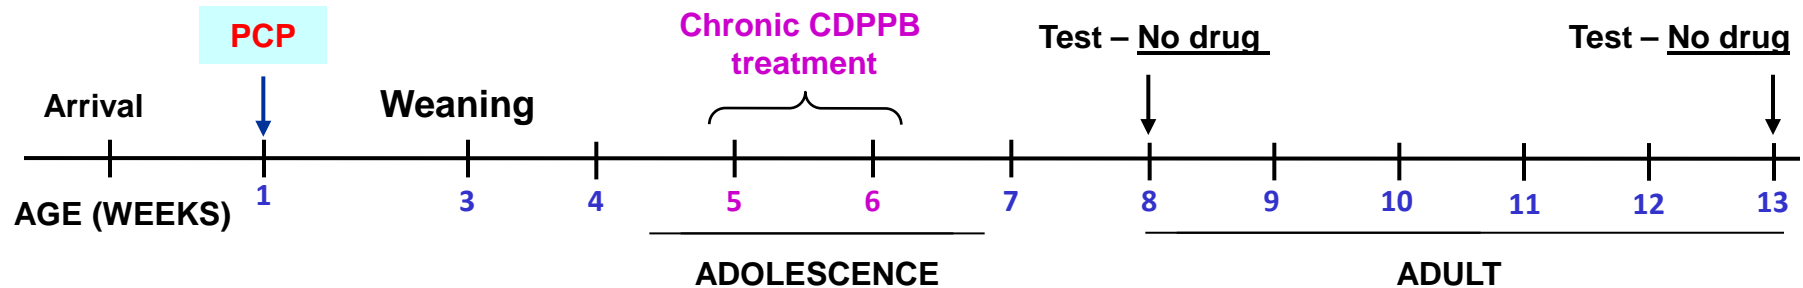 PCP
Chronic CDPPB
treatment
Test – No drug
Test – No drug
Arrival
Weaning
AGE (WEEKS)
1 3 4 5 6 7 8 9 10 11 12 13
ADOLESCENCE
ADULT